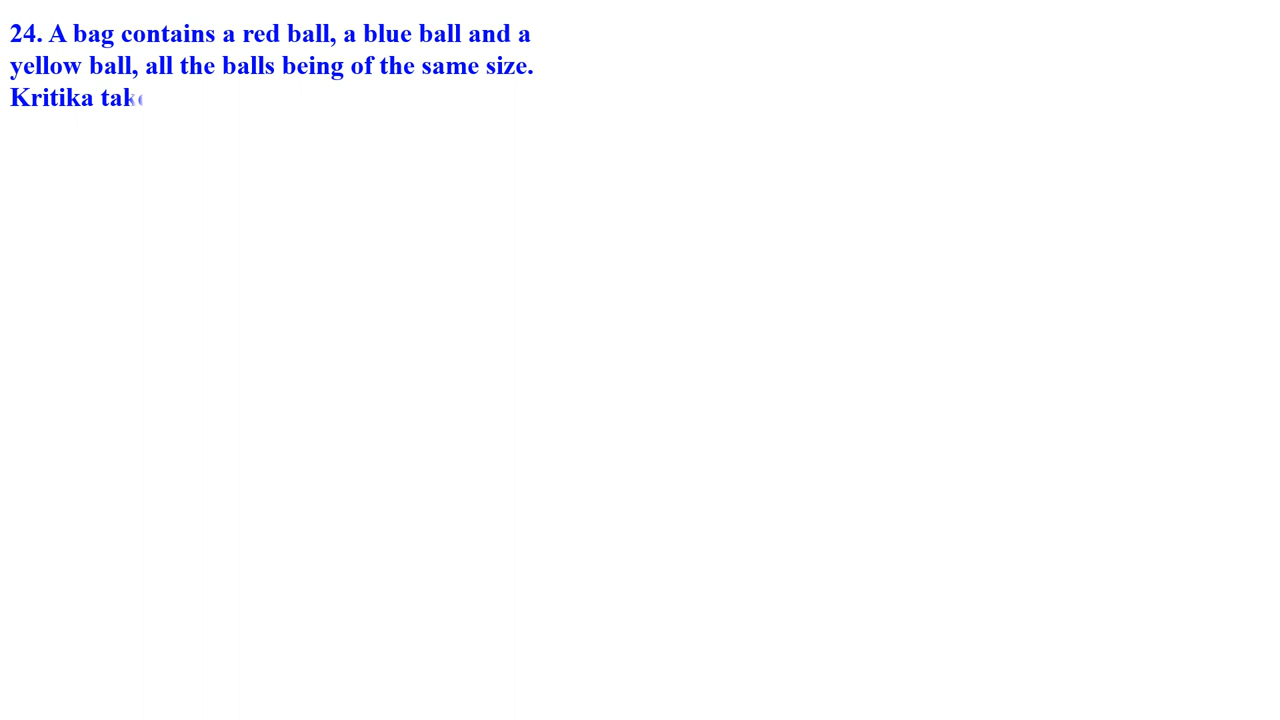 24. A bag contains a red ball, a blue ball and a
yellow ball, all the balls being of the same size.
Kritika